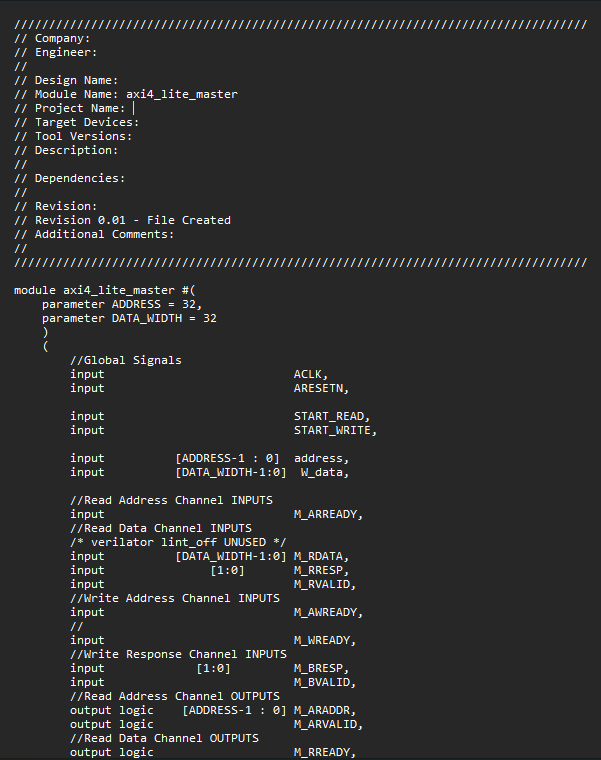 //////////////////////////////////////////////////////////////////////////////////
// Company:
// Engineer:
//
// Design Name:
// Module Name: axi4_lite_master
// Project Name:
// Target Devices:
// Tool Versions:
// Description:
//
// Dependencies:
//
// Revision:
// Revision 0.01 - File Created
// Additional Comments:
//
//////////////////////////////////////////////////////////////////////////////////
module axi4_lite_master #(
    parameter ADDRESS = 32,
    parameter DATA_WIDTH = 32
    )
    (
        //Global Signals
        input                           ACLK,
        input                           ARESETN,
        input                           START_READ,
        input                           START_WRITE,
        input          [ADDRESS-1 : 0]  address,
        input          [DATA_WIDTH-1:0]  W_data,
        //Read Address Channel INPUTS
        input                           M_ARREADY,
        //Read Data Channel INPUTS
        /* verilator lint_off UNUSED */
        input          [DATA_WIDTH-1:0] M_RDATA,
        input               [1:0]       M_RRESP,
        input                           M_RVALID,
        //Write Address Channel INPUTS
        input                           M_AWREADY,
        //
        input                           M_WREADY,
        //Write Response Channel INPUTS
        input             [1:0]         M_BRESP,
        input                           M_BVALID,
        //Read Address Channel OUTPUTS
        output logic    [ADDRESS-1 : 0] M_ARADDR,
        output logic                    M_ARVALID,
        //Read Data Channel OUTPUTS
        output logic                    M_RREADY,